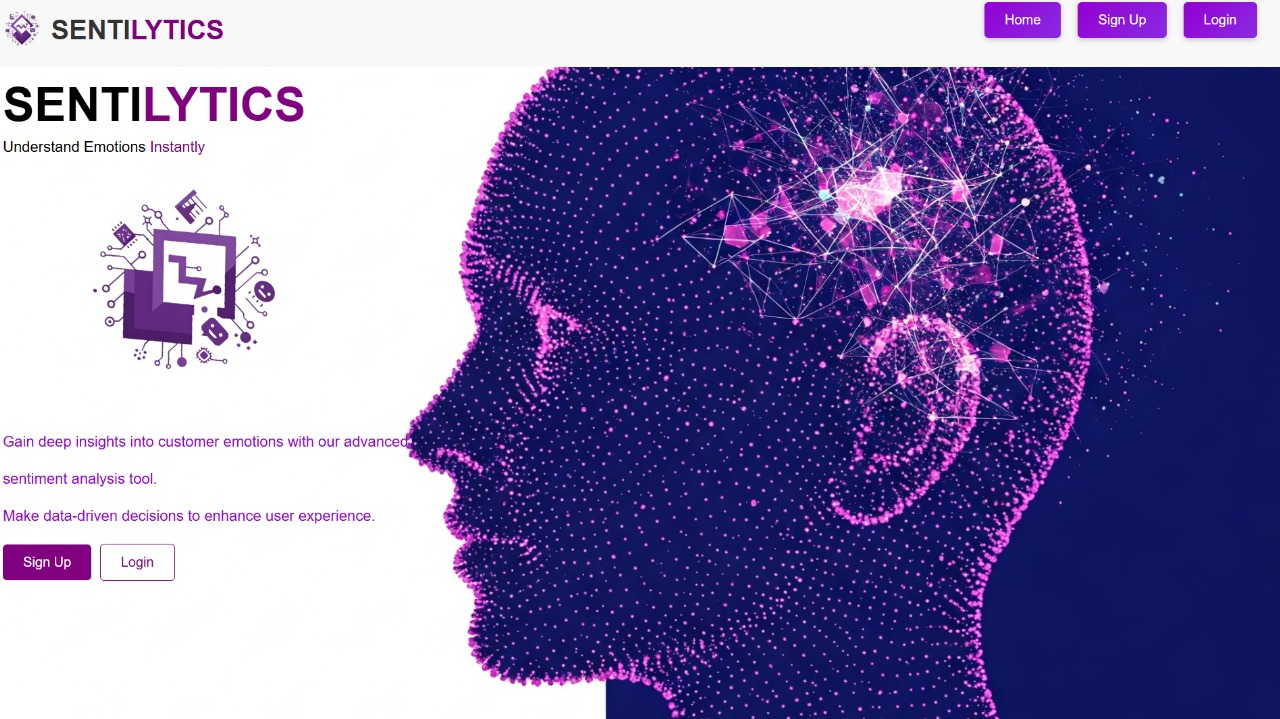 SENTILYTICS
Home
Sign Up
Login
SENTILYTICS
Understand Emotions Instantly
Gain deep insights into customer emotions with our advanced
sentiment analysis tool.
Make data-driven decisions to enhance user experience.
Sign Up
Login